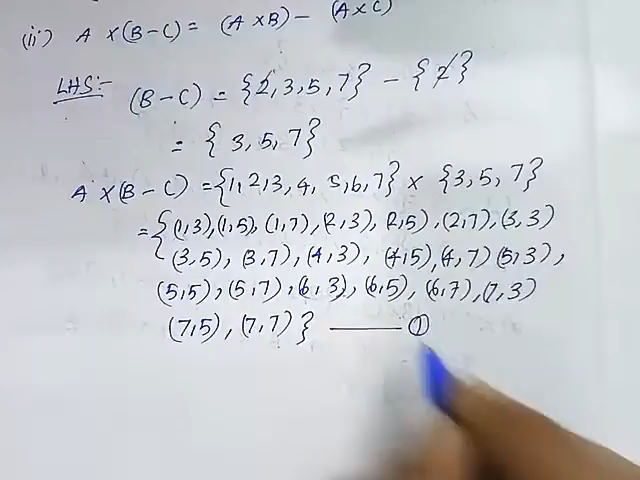 (ii) A ×(B-C) = (A×B) - (A×C)
LHS:- (B-C) = {2,3,5,7} - {2}
= { 3,5,7}
A ×(B-C) = {1,2,3,4,5,6,7} × {3,5,7}
= { (1,3),(1,5),(1,7),(2,3),(2,5),(2,7),(3,3)
(3,5), (3,7),(4,3), (4,5),(4,7)(5,3),
(5,5),(5,7),(6,3),(6,5),(6,7),(7,3)
(7,5),(7,7)} —— ①